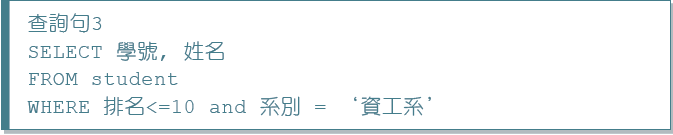 查詢句3
SELECT 學號, 姓名
FROM student
WHERE 排名<=10 and 系別 = ‘資工系’